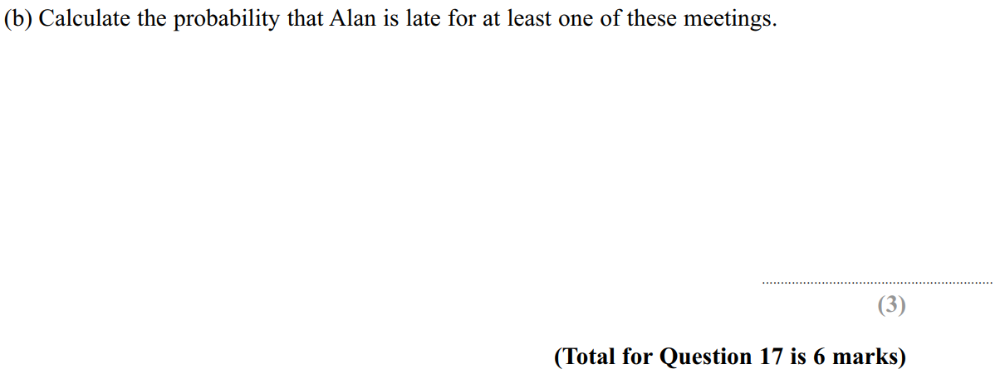 (b) Calculate the probability that Alan is late for at least one of these meetings.
(3)
(Total for Question 17 is 6 marks)